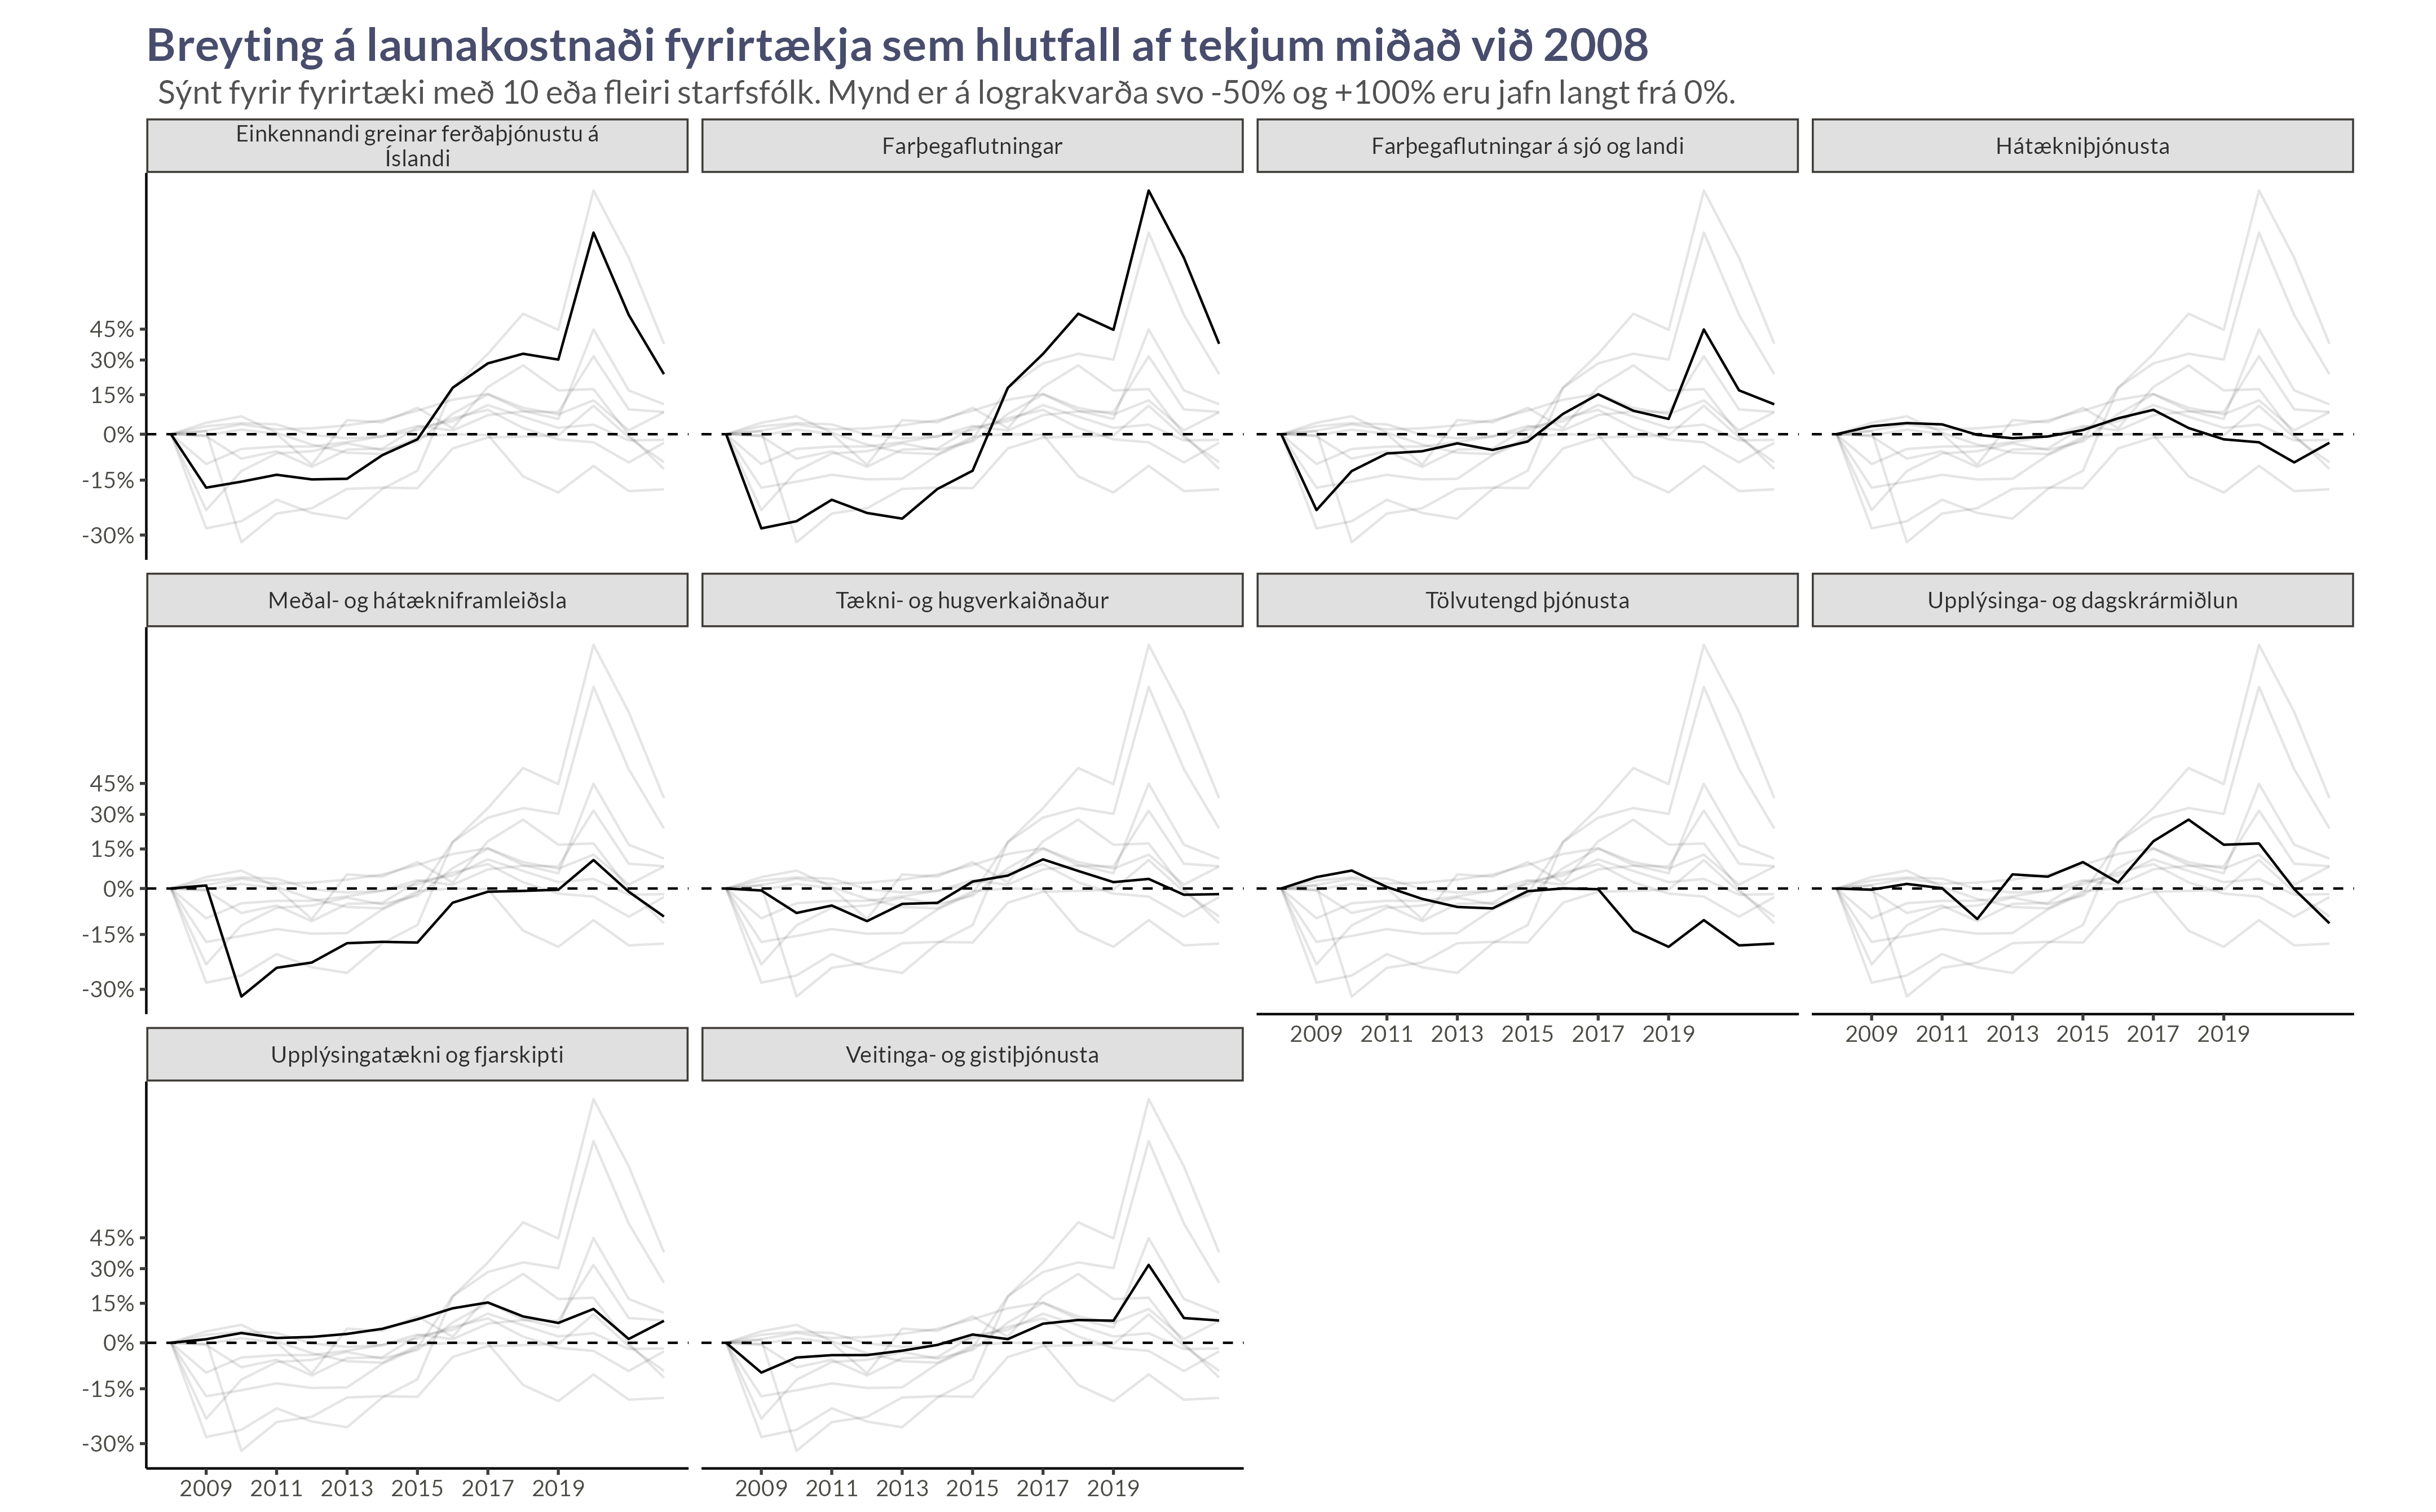 Breyting á launakostnaði fyrirtækja sem hlutfall af tekjum miðað við 2008
Sýnt fyrir fyrirtæki með 10 eða fleiri starfsfólk. Mynd er á lograkvarða svo -50% og +100% eru jafn langt frá 0%.
Einkennandi greinar ferðaþjónustu á
Íslandi
Farþegaflutningar
Farþegaflutningar á sjó og landi
Hátækniþjónusta
45%
30%
15%
0%
-15%
-30%
Meðal- og hátækniframleiðsla
Tækni- og hugverkaiðnaður
Tölvutengd þjónusta
Upplýsinga- og dagskrármiðlun
45%
30%
15%
0%
-15%
-30%
2009 2011 2013 2015 2017 2019
2009 2011 2013 2015 2017 2019
Upplýsingatækni og fjarskipti
Veitinga- og gistiþjónusta
45%
30%
15%
0%
-15%
-30%
2009 2011 2013 2015 2017 2019
2009 2011 2013 2015 2017 2019